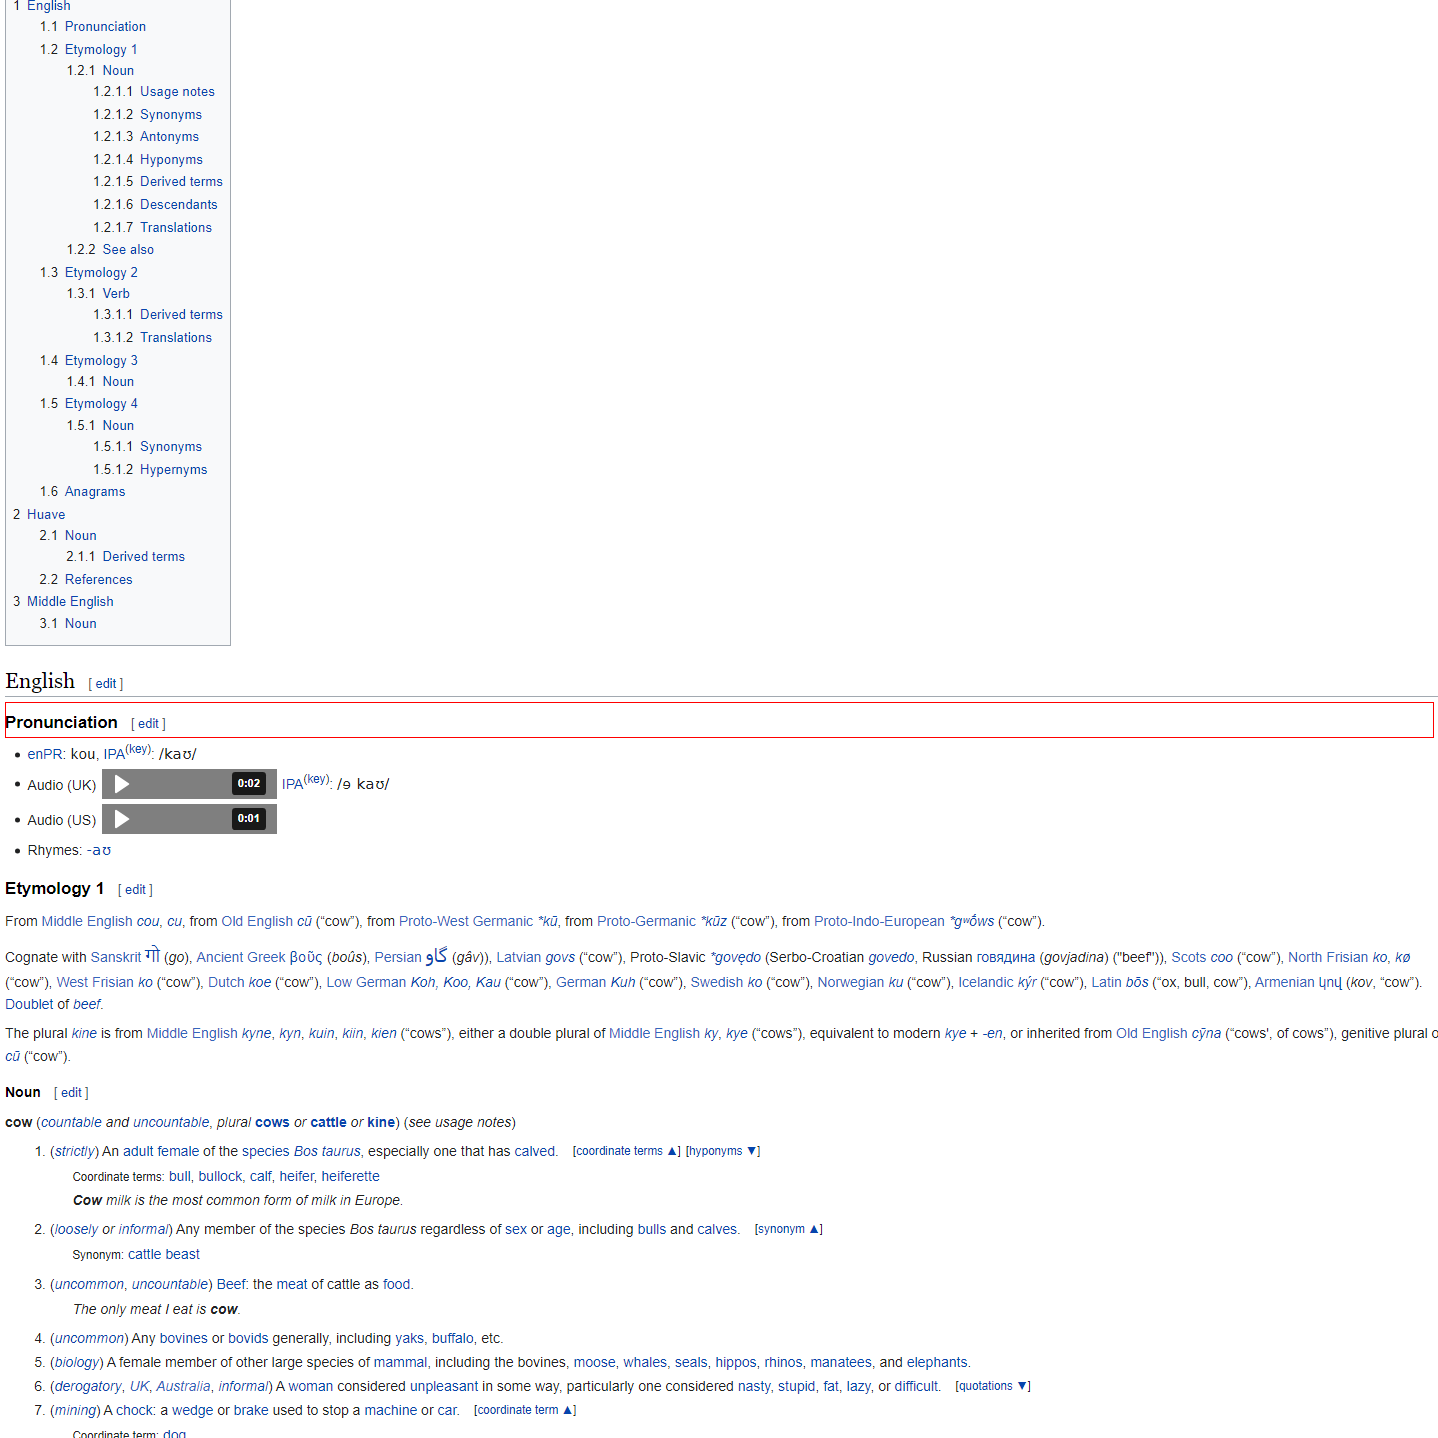 1 English
1.1 Pronunciation
1.2 Etymology 1
1.2.1 Noun
1.2.1.1 Usage notes
1.2.1.2 Synonyms
1.2.1.3 Antonyms
1.2.1.4 Hyponyms
1.2.1.5 Derived terms
1.2.1.6 Descendants
1.2.1.7 Translations
1.2.2 See also
1.3 Etymology 2
1.3.1 Verb
1.3.1.1 Derived terms
1.3.1.2 Translations
1.4 Etymology 3
1.4.1 Noun
1.5 Etymology 4
1.5.1 Noun
1.5.1.1 Synonyms
1.5.1.2 Hypernyms
1.6 Anagrams
2 Huave
2.1 Noun
2.1.1 Derived terms
2.2 References
3 Middle English
3.1 Noun
English [ edit ]
Pronunciation [ edit ]
• enPR: kou, IPA(key): /kaʊ/
• Audio (UK) 0:02 IPA(key): /ɘ kaʊ/
• Audio (US) 0:01
• Rhymes: -aʊ
Etymology 1 [ edit ]
From Middle English cou, cu, from Old English cū (“cow”), from Proto-West Germanic *kū, from Proto-Germanic *kūz (“cow”), from Proto-Indo-European *gʷṓws (“cow”).
Cognate with Sanskrit गो (go), Ancient Greek βοῦς (boûs), Persian گاو (gâv)), Latvian govs (“cow”), Proto-Slavic *govędo (Serbo-Croatian govedo, Russian говядина (govjadina) ("beef")), Scots coo (“cow”), North Frisian ko, kø
(“cow”), West Frisian ko (“cow”), Dutch koe (“cow”), Low German Koh, Koo, Kau (“cow”), German Kuh (“cow”), Swedish ko (“cow”), Norwegian ku (“cow”), Icelandic kýr (“cow”), Latin bōs (“ox, bull, cow”), Armenian կով (kov, “cow”).
Doublet of beef.
The plural kine is from Middle English kyne, kyn, kuin, kiin, kien (“cows”), either a double plural of Middle English ky, kye (“cows”), equivalent to modern kye + -en, or inherited from Old English cȳna (“cows', of cows”), genitive plural o
cū (“cow”).
Noun [ edit ]
cow (countable and uncountable, plural cows or cattle or kine) (see usage notes)
1. (strictly) An adult female of the species Bos taurus, especially one that has calved. [coordinate terms ▲] [hyponyms ▼]
Coordinate terms: bull, bullock, calf, heifer, heiferette
Cow milk is the most common form of milk in Europe.
2. (loosely or informal) Any member of the species Bos taurus regardless of sex or age, including bulls and calves. [synonym ▲]
Synonym: cattle beast
3. (uncommon, uncountable) Beef: the meat of cattle as food.
The only meat I eat is cow.
4. (uncommon) Any bovines or bovids generally, including yaks, buffalo, etc.
5. (biology) A female member of other large species of mammal, including the bovines, moose, whales, seals, hippos, rhinos, manatees, and elephants.
6. (derogatory, UK, Australia, informal) A woman considered unpleasant in some way, particularly one considered nasty, stupid, fat, lazy, or difficult. [quotations ▼]
7. (mining) A chock: a wedge or brake used to stop a machine or car. [coordinate term ▲]
Coordinate term: dog